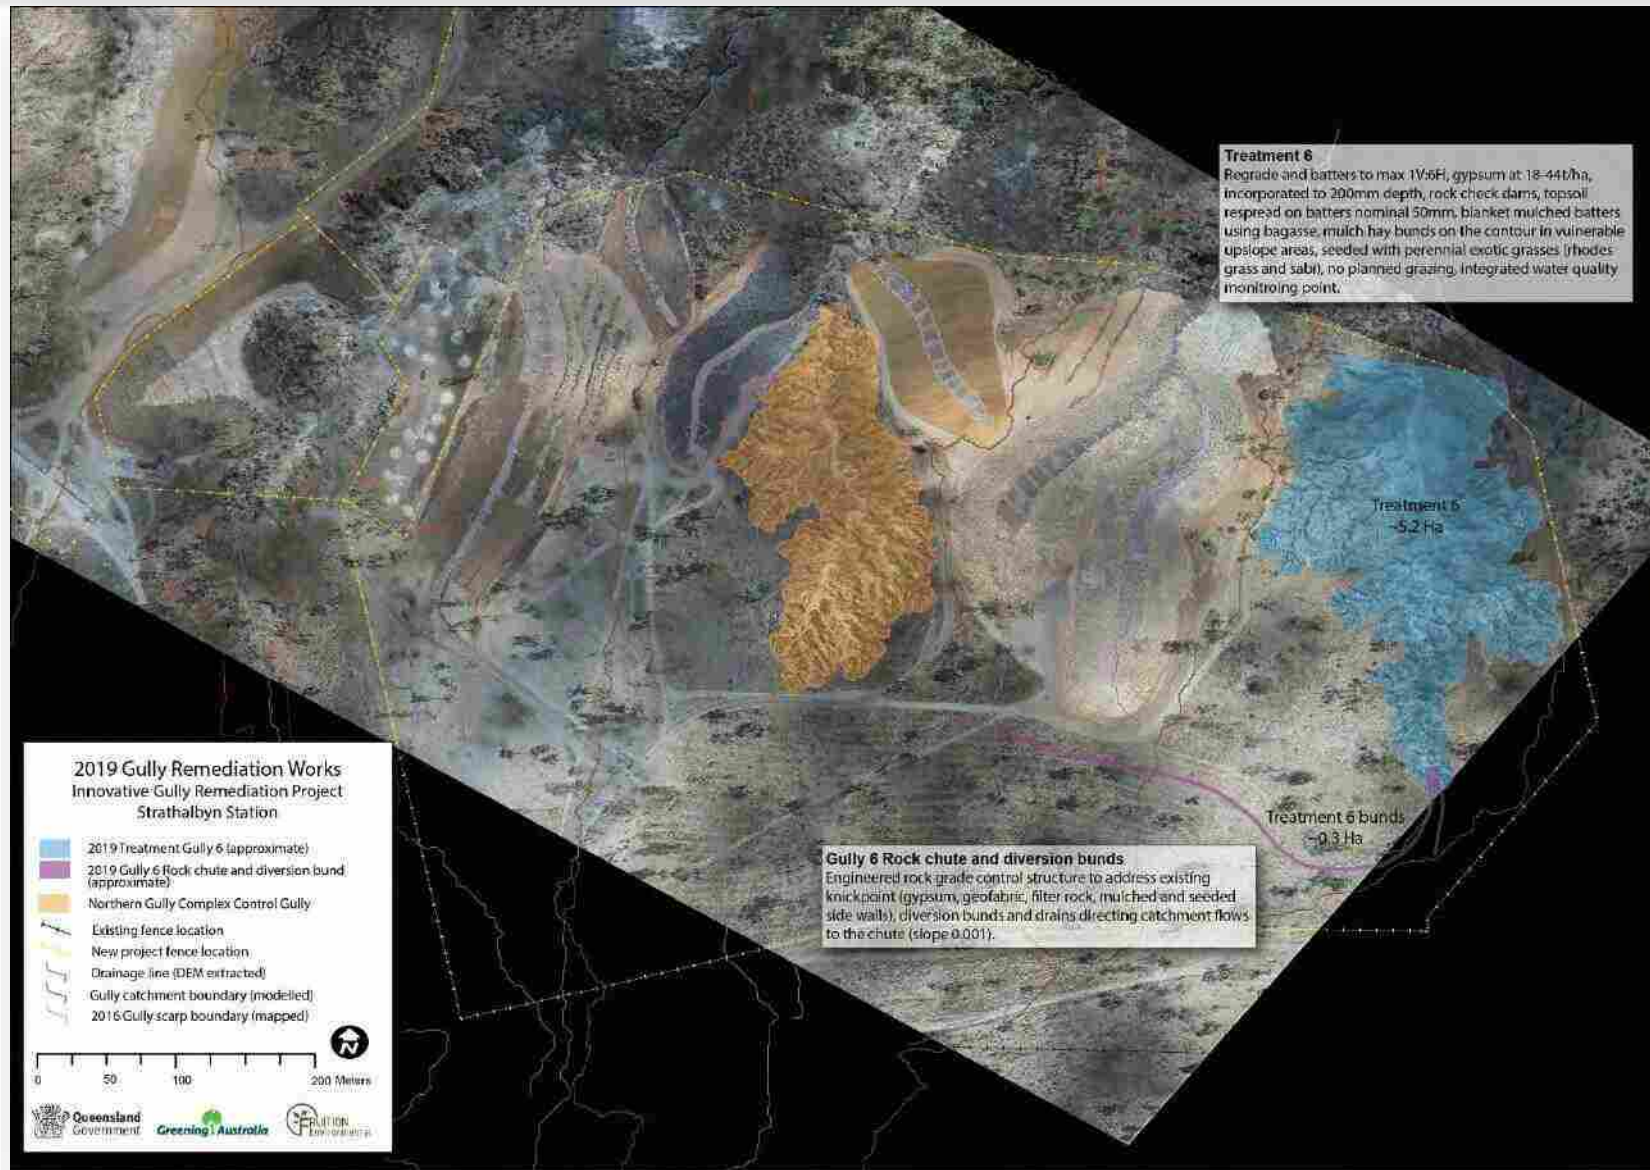 Treatment 6
Regrade and batters to max 1V:6H, gypsum at 18-44t/ha,
incorporated to 200mm depth, rock check dams, topsoil
respread on batters nominal 50mm, blanket mulched batters
using bagasse, mulch hay bunds on the contour in vulnerable
upslope areas, seeded with perennial exotic grasses (rhodes
grass and sabi), no planned grazing, integrated water quality
monitroing point.
Treatment 6
~5.2 Ha
Treatment 6 bunds
~0.3 Ha
Gully 6 Rock chute and diversion bunds
Engineered rock grade control structure to address existing
knickpoint (gypsum, geofabric, filter rock, mulched and seeded
side walls), diversion bunds and drains directing catchment flows
to the chute (slope 0.001).
2019 Gully Remediation Works
Innovative Gully Remediation Project
Strathalbyn Station
2019 Treatment Gully 6 (approximate)
2019 Gully 6 Rock chute and diversion bund
(approximate)
Northern Gully Complex Control Gully
Existing fence location
New project fence location
Drainage line (DEM extracted)
Gully catchment boundary (modelled)
2016 Gully scarp boundary (mapped)
N
0 50 100 200 Meters
Queensland
Government
Greening Australia
FRUITION
Environmental